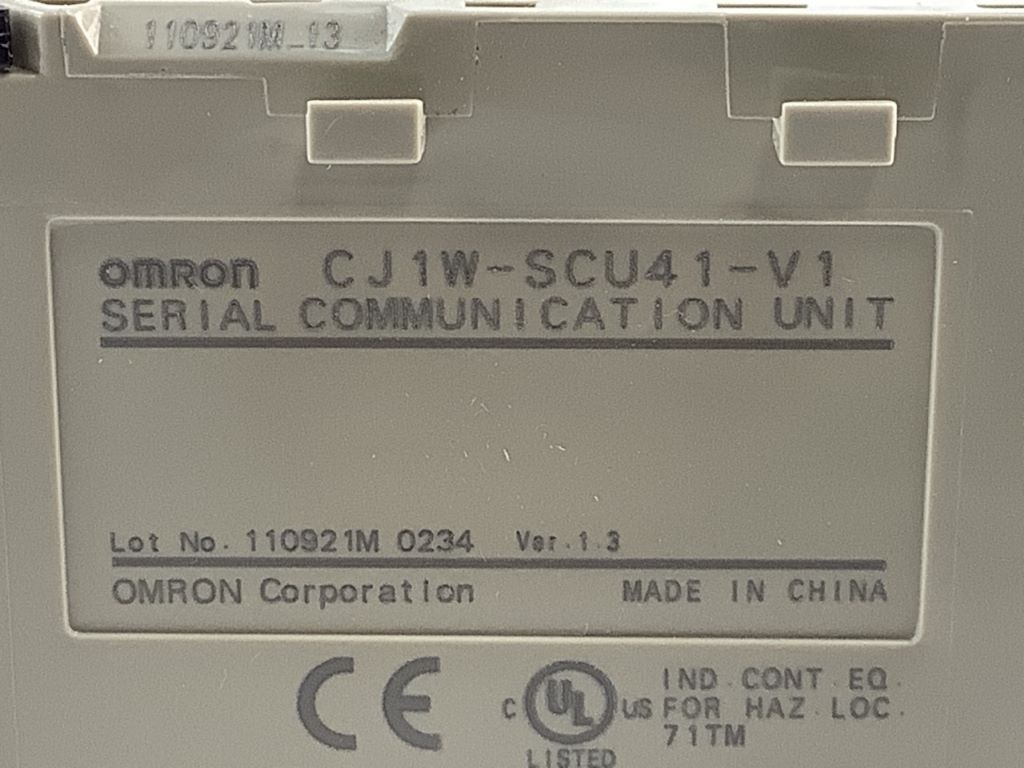 110921M_13
omron CJ1W-SCU41-V1
SERIAL COMMUNICATION UNIT
Lot No. 110921M 0234 Ver.1.3
OMRON Corporation MADE IN CHINA
CE
C UL US
LISTED
IND.CONT.EQ.
FOR HAZ.LOC.
71TM